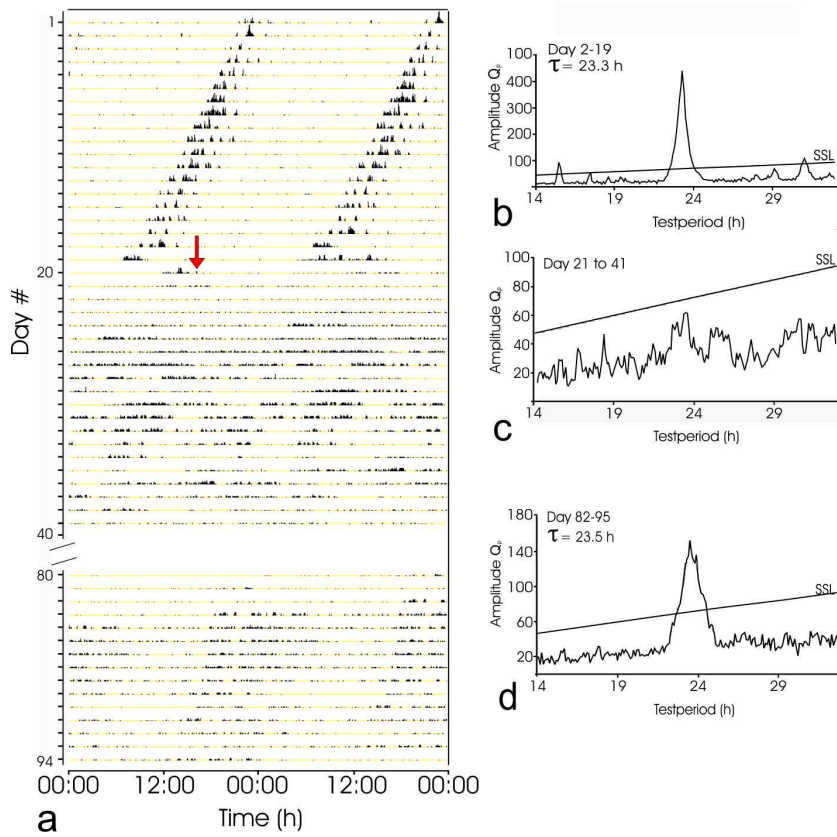 1
20
40
80
94
Day #
00:00 12:00 00:00 12:00 00:00
Time (h)
a
Day 2-19
τ = 23.3 h
100
400
300
200
100
Amplitude Qp
SSL
14 19 24 29
Testperiod (h)
b
Day 21 to 41
100
80
60
40
20
Amplitude Qp
SSL
14 19 24 29
Testperiod (h)
c
Day 82-95
τ = 23.5 h
180
140
100
60
20
Amplitude Qp
SSL
14 19 24 29
Testperiod (h)
d